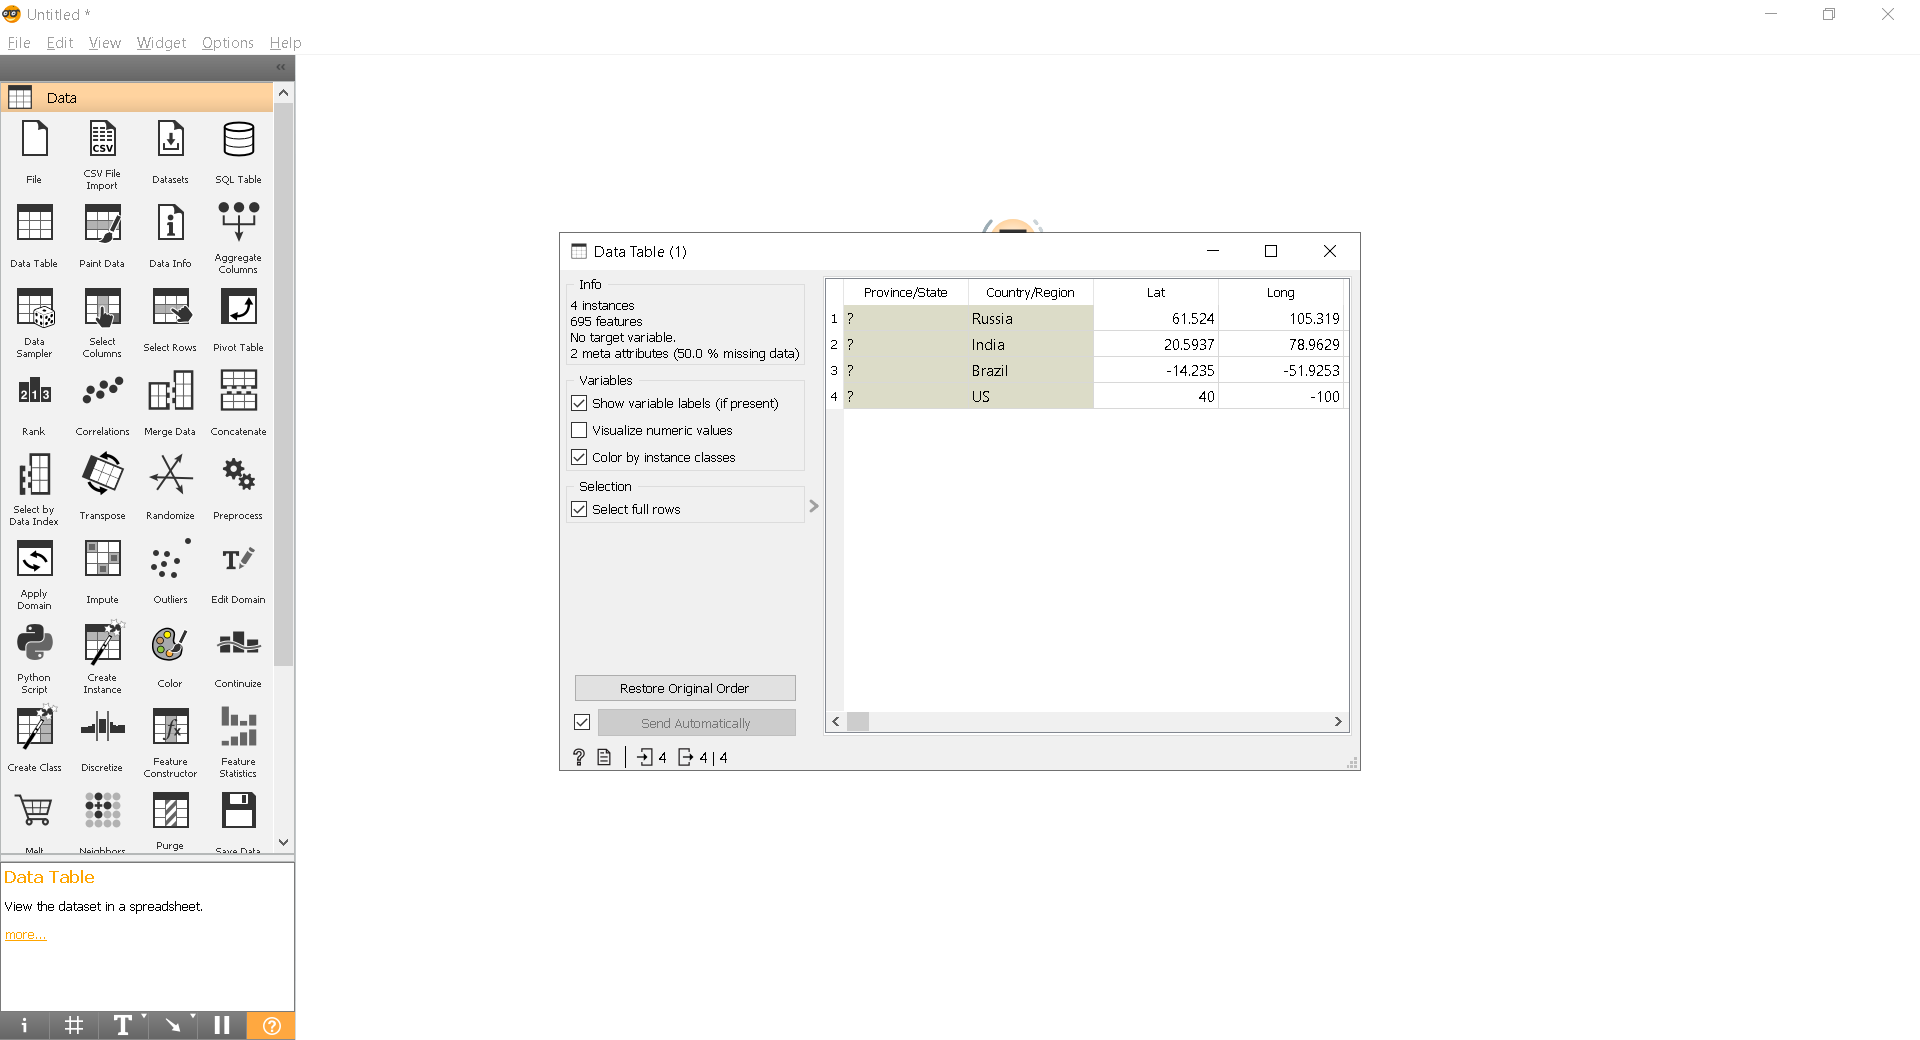 Untitled *
File Edit View Widget Options Help
«
Data
File
CSV File Import
Datasets
SQL Table
Data Table
Paint Data
Data Info
Aggregate Columns
Data Sampler
Select Columns
Select Rows
Pivot Table
Rank
Correlations
Merge Data
Concatenate
Select by Data Index
Transpose
Randomize
Preprocess
Apply Domain
Impute
Outliers
Edit Domain
Python Script
Create Instance
Color
Continuize
Create Class
Discretize
Feature Constructor
Feature Statistics
Melt
Neighbors
Purge
Save Data
Data Table
View the dataset in a spreadsheet.
more...
Data Table (1)
Info
4 instances
695 features
No target variable.
2 meta attributes (50.0 % missing data)
Variables
Show variable labels (if present)
Visualize numeric values
Color by instance classes
Selection
Select full rows
Restore Original Order
Send Automatically
? 4 4 | 4
Province/State Country/Region Lat Long
1 ? Russia 61.524 105.319
2 ? India 20.5937 78.9629
3 ? Brazil -14.235 -51.9253
4 ? US 40 -100